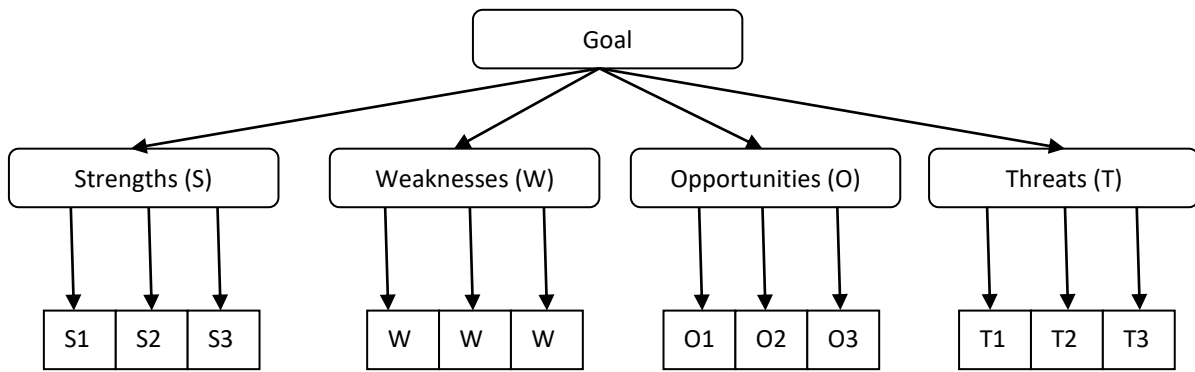 Goal
Strengths (S)
Weaknesses (W)
Opportunities (O)
Threats (T)
S1
S2
S3
W
W
W
O1
O2
O3
T1
T2
T3